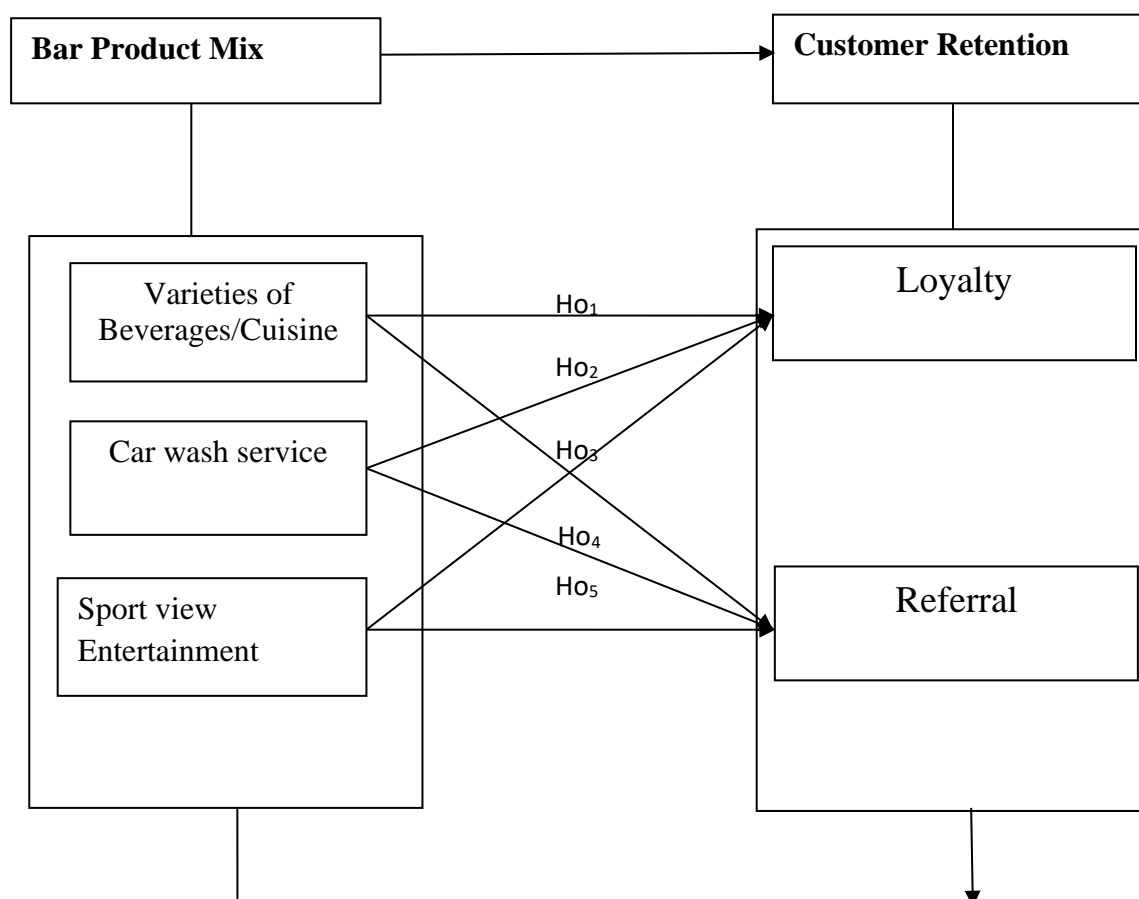 Bar Product Mix
Customer Retention
Varieties of
Beverages/Cuisine
Loyalty
Ho₁
Ho₂
Car wash service
Ho₃
Ho₄
Ho₅
Sport view
Entertainment
Referral